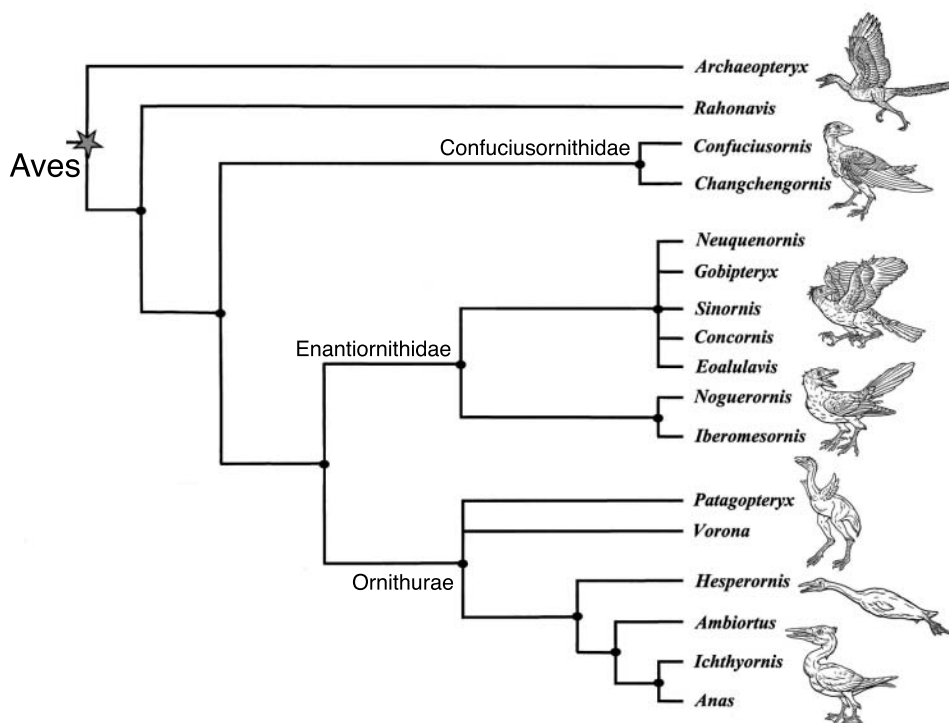 Archaeopteryx
Rahonavis
Aves
Confuciusornithidae
Confuciusornis
Changchengornis
Neuquenornis
Gobipteryx
Sinornis
Concornis
Enantiornithidae
Eoalulavis
Noguerornis
Iberomesornis
Patagopteryx
Vorona
Ornithurae
Hesperornis
Ambiortus
Ichthyornis
Anas